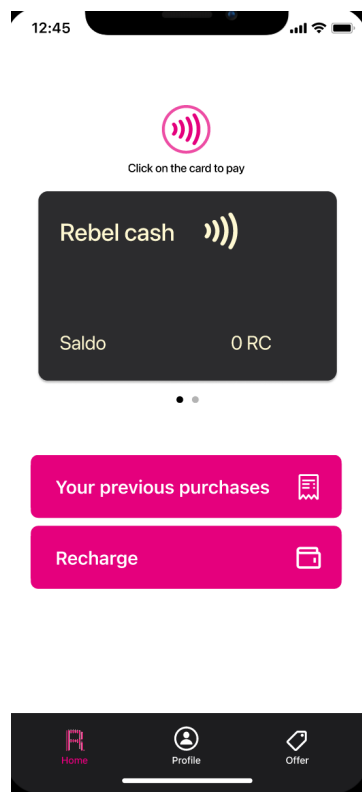 12:45
Click on the card to pay
Rebel cash
Saldo 0 RC
Your previous purchases
Recharge
R
Home Profile Offer